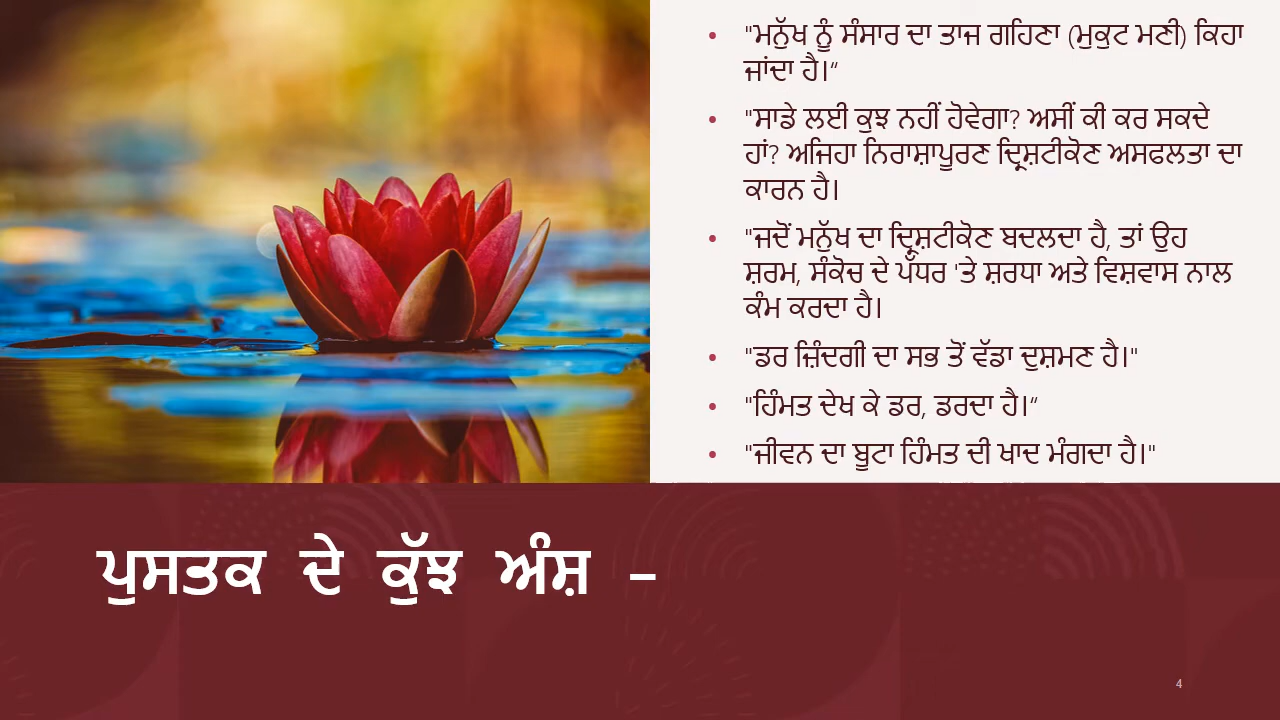 • "ਮਨੁੱਖ ਨੂੰ ਸੰਸਾਰ ਦਾ ਤਾਜ ਗਹਿਣਾ (ਮੁਕੁਟ ਮਣੀ) ਕਿਹਾ
ਜਾਂਦਾ ਹੈ।“
• "ਸਾਡੇ ਲਈ ਕੁਝ ਨਹੀਂ ਹੋਵੇਗਾ? ਅਸੀਂ ਕੀ ਕਰ ਸਕਦੇ
ਹਾਂ? ਅਜਿਹਾ ਨਿਰਾਸ਼ਾਪੂਰਣ ਦ੍ਰਿਸ਼ਟੀਕੋਣ ਅਸਫਲਤਾ ਦਾ
ਕਾਰਨ ਹੈ।
• "ਜਦੋਂ ਮਨੁੱਖ ਦਾ ਦ੍ਰਿਸ਼ਟੀਕੋਣ ਬਦਲਦਾ ਹੈ, ਤਾਂ ਉਹ
ਸ਼ਰਮ, ਸੰਕੋਚ ਦੇ ਪੱਧਰ 'ਤੇ ਸ਼ਰਧਾ ਅਤੇ ਵਿਸ਼ਵਾਸ ਨਾਲ
ਕੰਮ ਕਰਦਾ ਹੈ।
• "ਡਰ ਜ਼ਿੰਦਗੀ ਦਾ ਸਭ ਤੋਂ ਵੱਡਾ ਦੁਸ਼ਮਣ ਹੈ।"
• "ਹਿੰਮਤ ਦੇਖ ਕੇ ਡਰ, ਡਰਦਾ ਹੈ।“
• "ਜੀਵਨ ਦਾ ਬੂਟਾ ਹਿੰਮਤ ਦੀ ਖਾਦ ਮੰਗਦਾ ਹੈ।"
ਪੁਸਤਕ ਦੇ ਕੁੱਝ ਅੰਸ਼ –
4